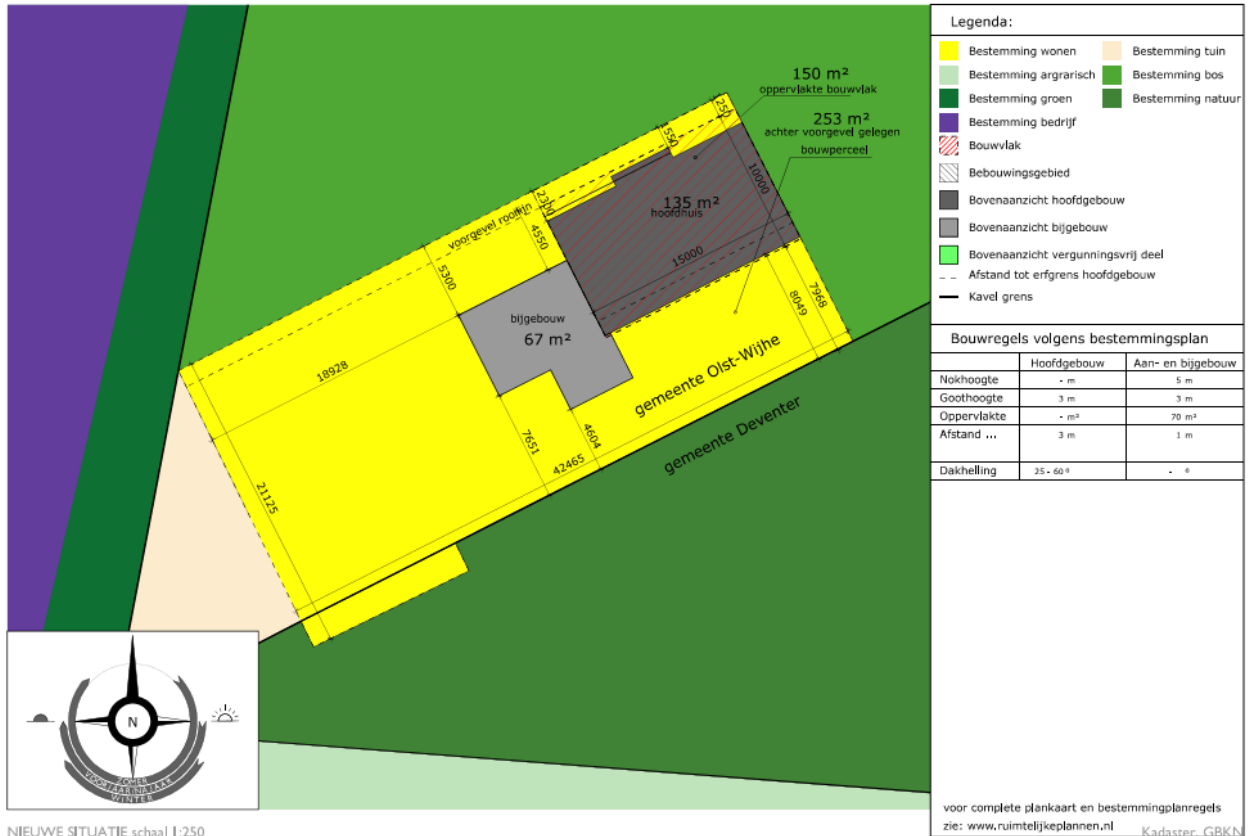 150 m²
oppervlakte bouwvlak
253 m²
achter voorgevel gelegen
bouwperceel
250
1550
10000
2300
135 m²
hoofdhuis
voorgevel rooilijn
4550
15000
5300
7968
8049
bijgebouw
67 m²
18928
gemeente Olst-Wijhe
gemeente Deventer
7651
4604
42465
21125
N
ZOMER
VOORJAAR/NAJAAR
WINTER
NIEUWE SITUATIE schaal 1:250
Legenda:
Bestemming wonen
Bestemming tuin
Bestemming argrarisch
Bestemming bos
Bestemming groen
Bestemming natuur
Bestemming bedrijf
Bouwvlak
Bebouwingsgebied
Bovenaanzicht hoofdgebouw
Bovenaanzicht bijgebouw
Bovenaanzicht vergunningsvrij deel
Afstand tot erfgrens hoofdgebouw
Kavel grens
Bouwregels volgens bestemmingsplan
Hoofdgebouw Aan- en bijgebouw
Nokhoogte - m 5 m
Goothoogte 3 m 3 m
Oppervlakte - m² 70 m²
Afstand ... 3 m 1 m
Dakhelling 25 - 60 º - º
voor complete plankaart en bestemmingplanregels
zie: www.ruimtelijkeplannen.nl
Kadaster, GBKN